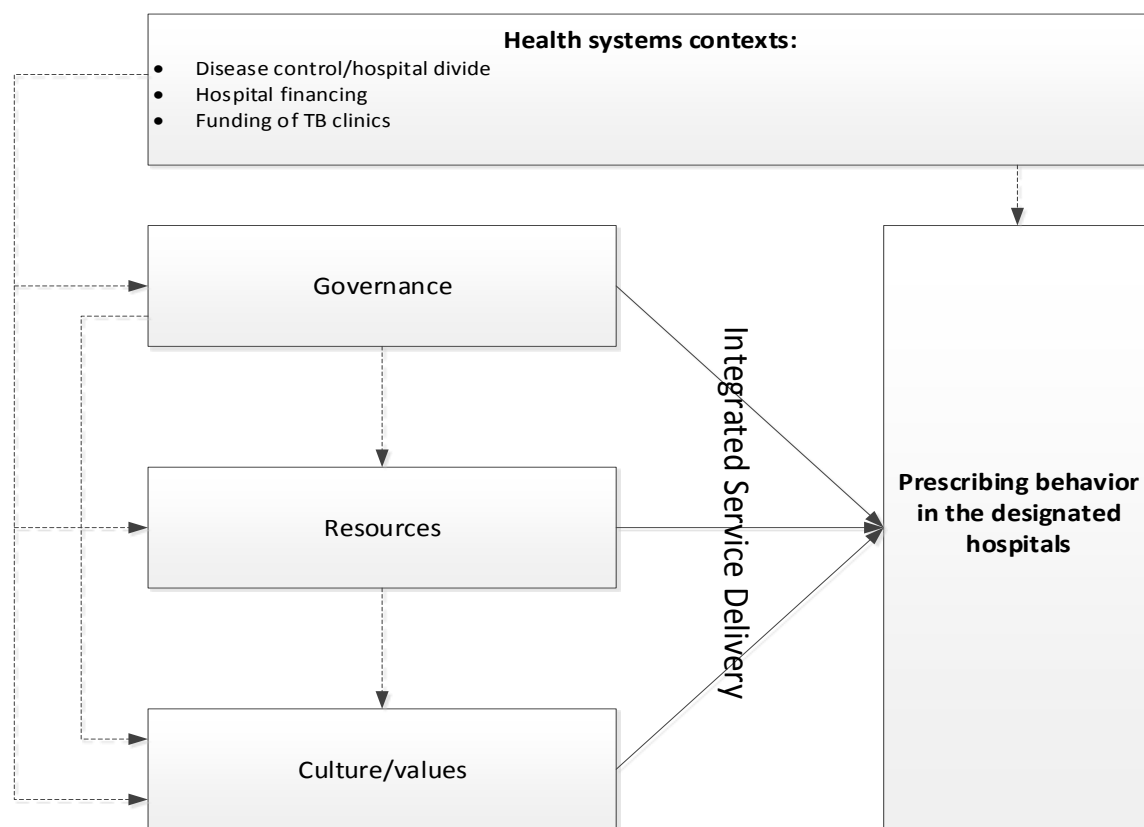 Health systems contexts:
• Disease control/hospital divide
• Hospital financing
• Funding of TB clinics
Governance
Integrated Service Delivery
Resources
Prescribing behavior
in the designated
hospitals
Culture/values